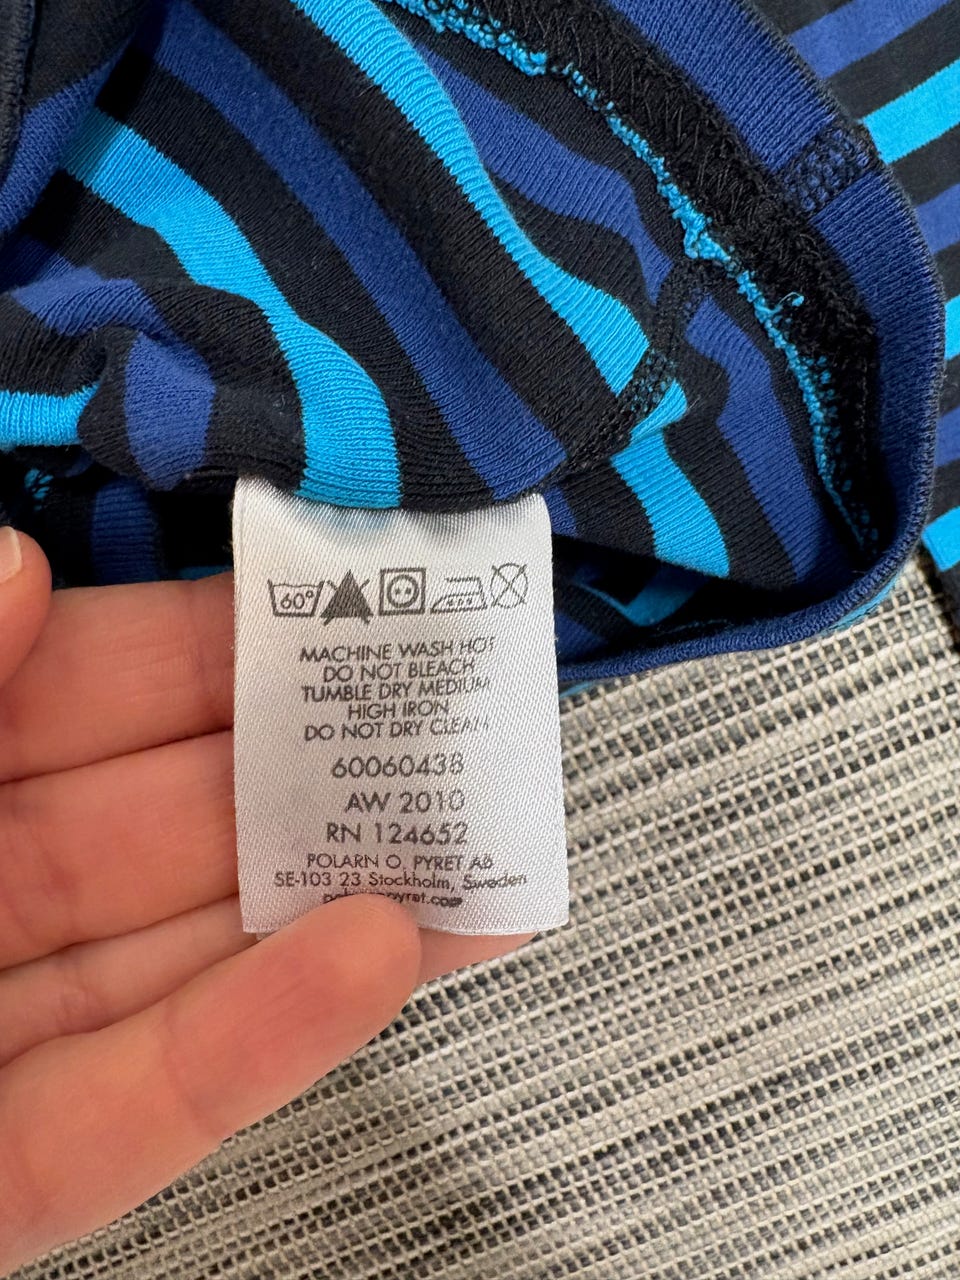 60°
MACHINE WASH HOT
DO NOT BLEACH
TUMBLE DRY MEDIUM
HIGH IRON
DO NOT DRY CLEAN
60060438
AW 2010
RN 124652
POLARN O. PYRET AB
SE-103 23 Stockholm, Sweden